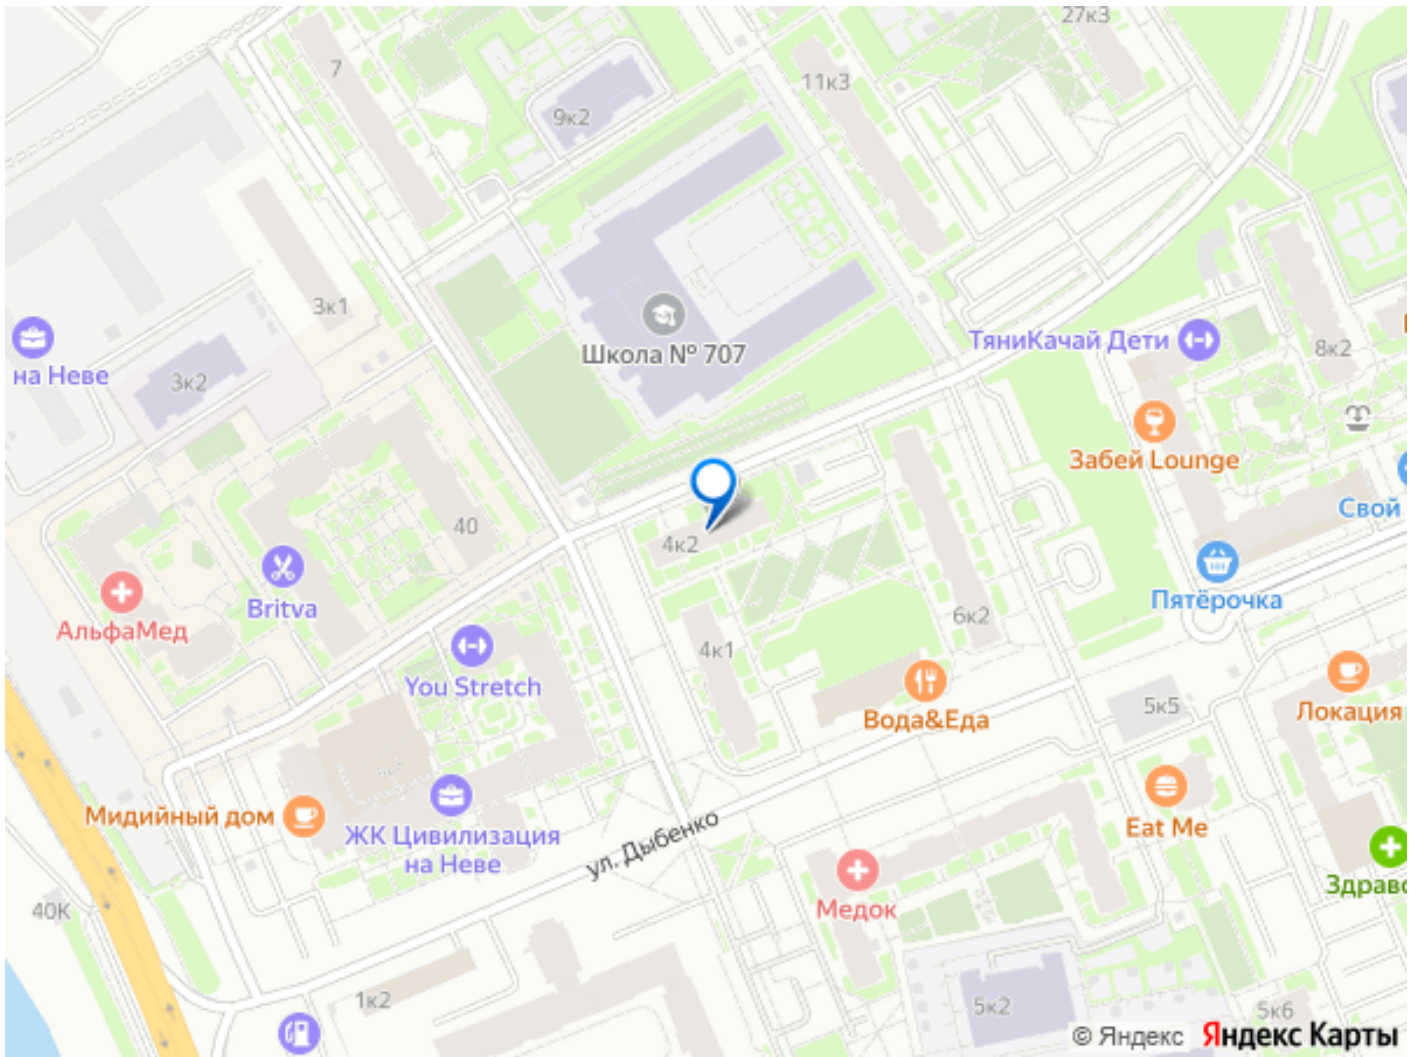 27к3
7
11к3
9к2
3к1
на Неве
Школа № 707
ТяниКачай Дети
8к2
3к2
Забей Lounge
Свой
40
4к2
Britva
АльфаМед
Пятёрочка
6к2
4к1
You Stretch
Вода&Еда
5к5
Локация
Мидийный дом
ЖК Цивилизация
на Неве
ул. Дыбенко
Eat Me
Здраво
Медок
40К
1к2
5к2
5к6
© Яндекс Яндекс Карты